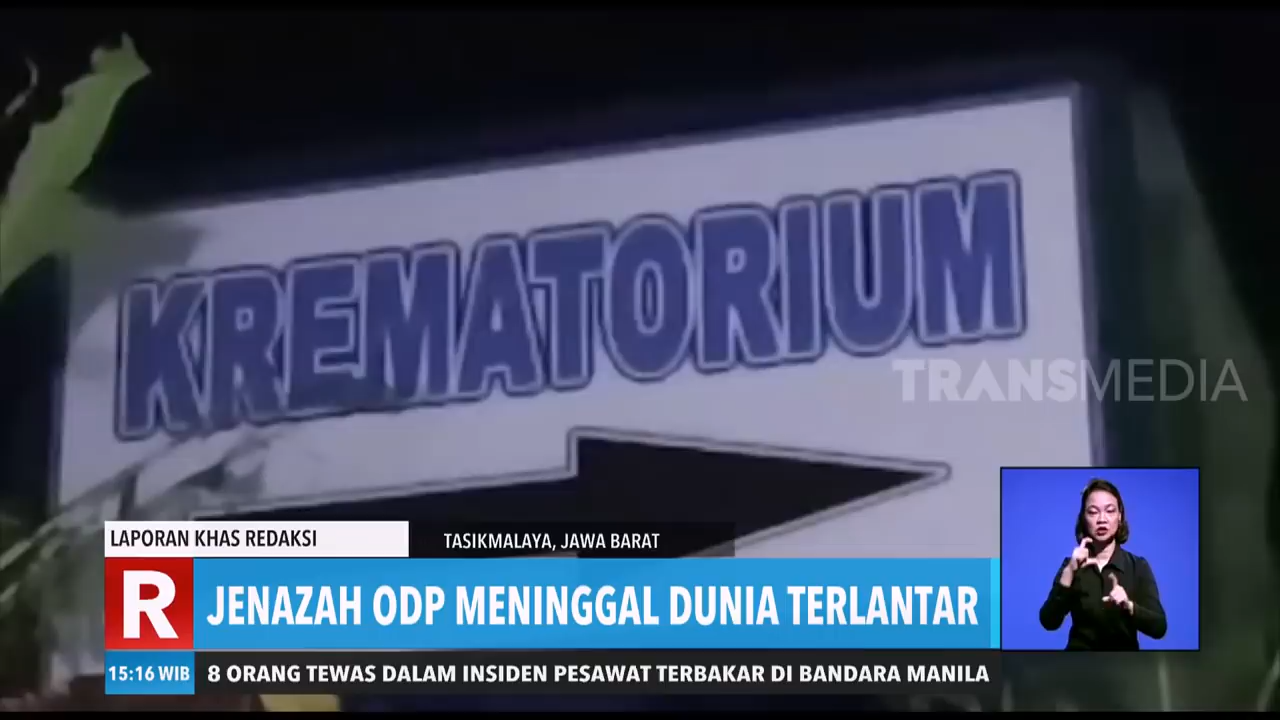 KREMATORIUM
TRANSMEDIA
LAPORAN KHAS REDAKSI
TASIKMALAYA, JAWA BARAT
R
JENAZAH ODP MENINGGAL DUNIA TERLANTAR
15:16 WIB
8 ORANG TEWAS DALAM INSIDEN PESAWAT TERBAKAR DI BANDARA MANILA